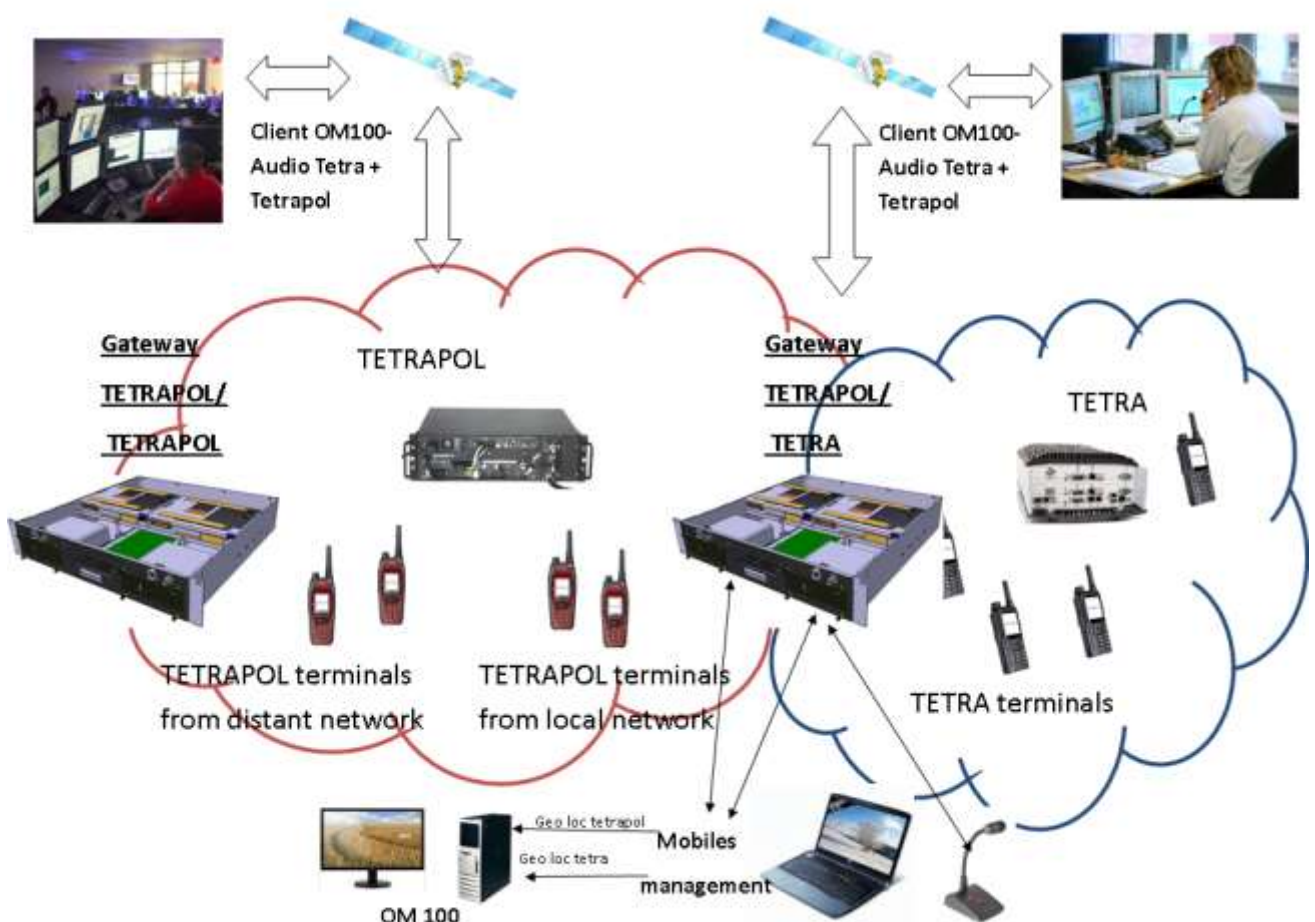 Client OM100-
Audio Tetra +
Tetrapol
Client OM100-
Audio Tetra +
Tetrapol
Gateway
TETRAPOL/
TETRAPOL
TETRAPOL
Gateway
TETRAPOL/
TETRA
TETRA
TETRAPOL terminals
from distant network
TETRAPOL terminals
from local network
TETRA terminals
Geo loc tetrapol
Geo loc tetra
Mobiles
management
OM 100